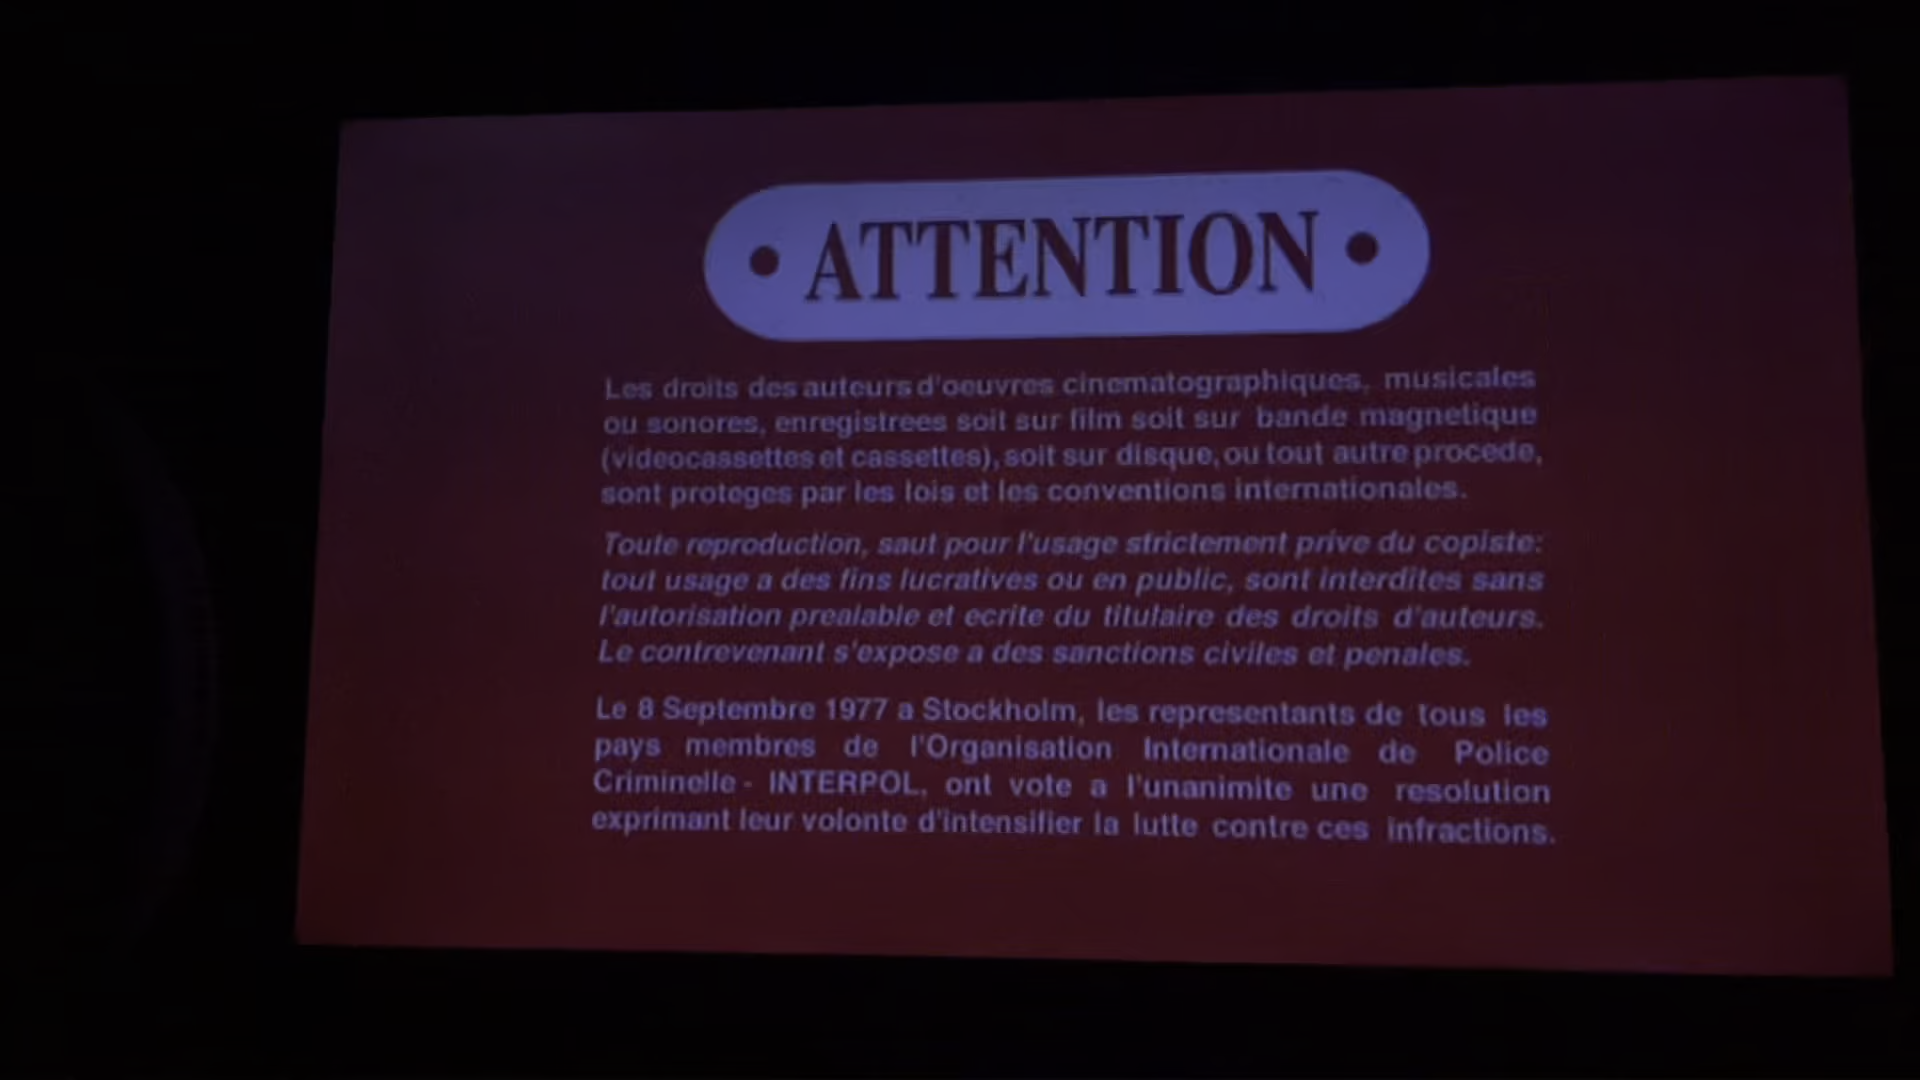 • ATTENTION •
Les droits des auteurs d'oeuvres cinematographiques, musicales
ou sonores, enregistrees soit sur film soit sur bande magnetique
(videocassettes et cassettes), soit sur disque, ou tout autre procede,
sont proteges par les lois et les conventions internationales.
Toute reproduction, sauf pour l'usage strictement prive du copiste:
tout usage a des fins lucratives ou en public, sont interdites sans
l'autorisation prealable et ecrite du titulaire des droits d'auteurs.
Le contrevenant s'expose a des sanctions civiles et penales.
Le 8 Septembre 1977 a Stockholm, les representants de tous les
pays membres de l'Organisation Internationale de Police
Criminelle - INTERPOL, ont vote a l'unanimite une resolution
exprimant leur volonte d'intensifier la lutte contre ces infractions.